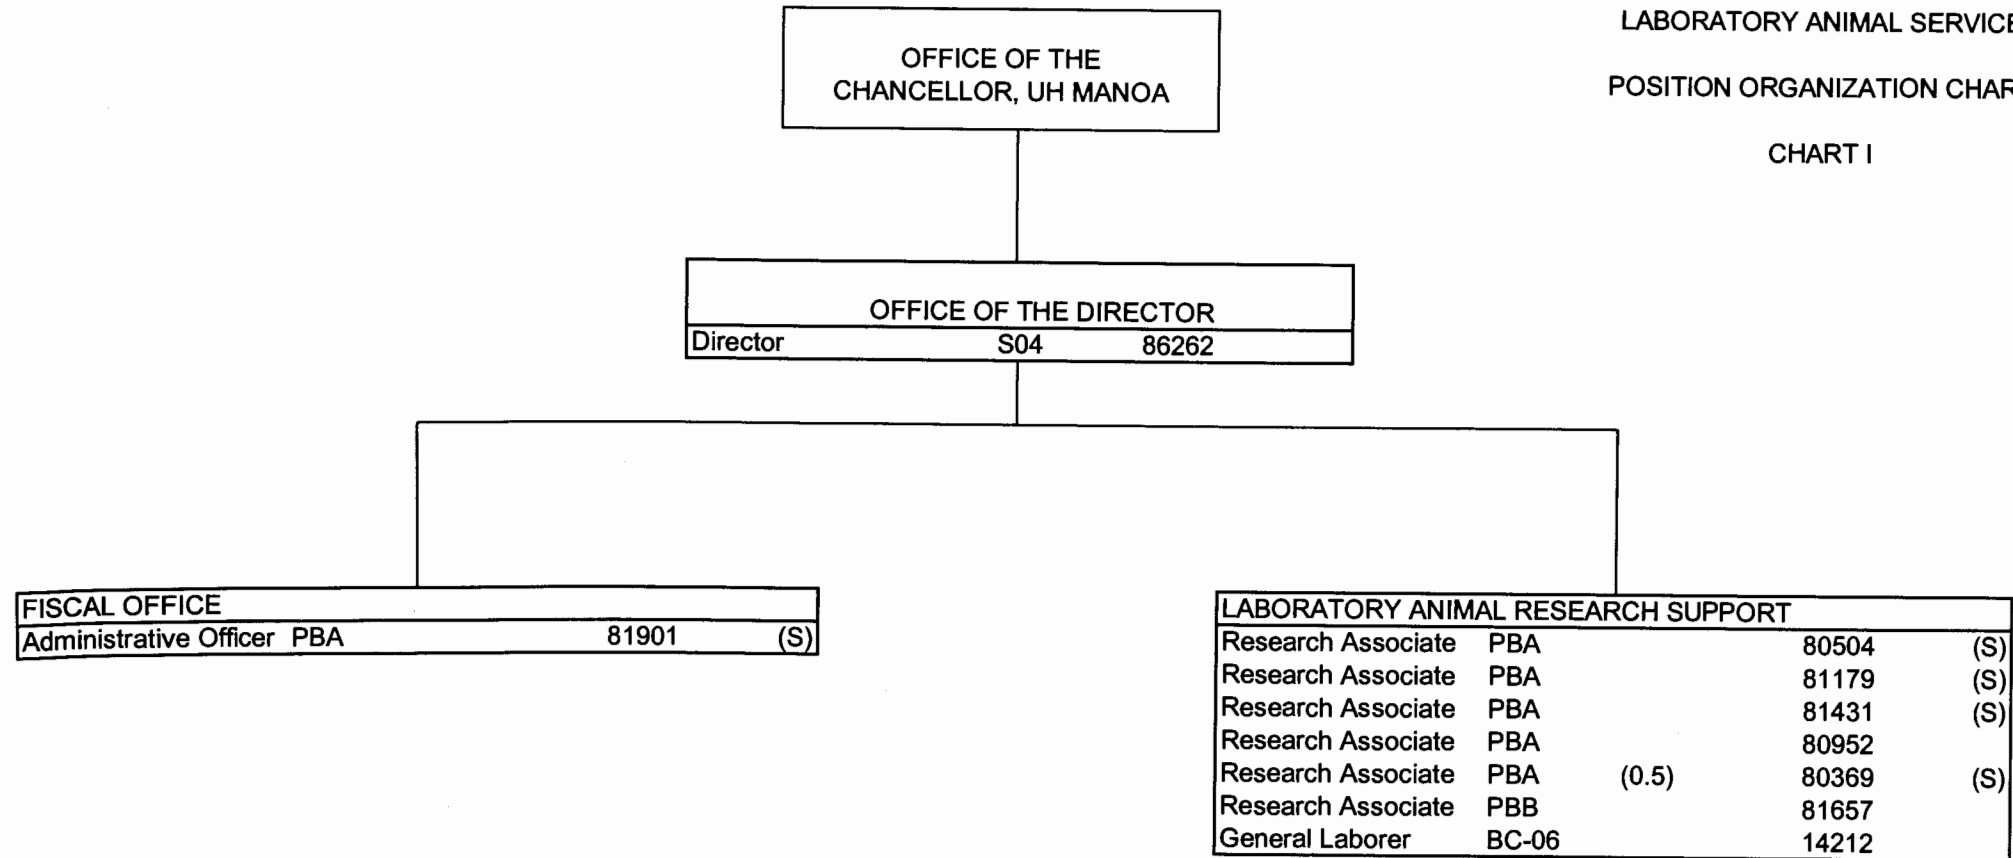 LABORATORY ANIMAL SERVICE
POSITION ORGANIZATION CHAR
CHART I
OFFICE OF THE
CHANCELLOR, UH MANOA
OFFICE OF THE DIRECTOR
Director S04 86262
FISCAL OFFICE
Administrative Officer PBA 81901 (S)
LABORATORY ANIMAL RESEARCH SUPPORT
Research Associate PBA 80504 (S)
Research Associate PBA 81179 (S)
Research Associate PBA 81431 (S)
Research Associate PBA 80952
Research Associate PBA (0.5) 80369 (S)
Research Associate PBB 81657
General Laborer BC-06 14212